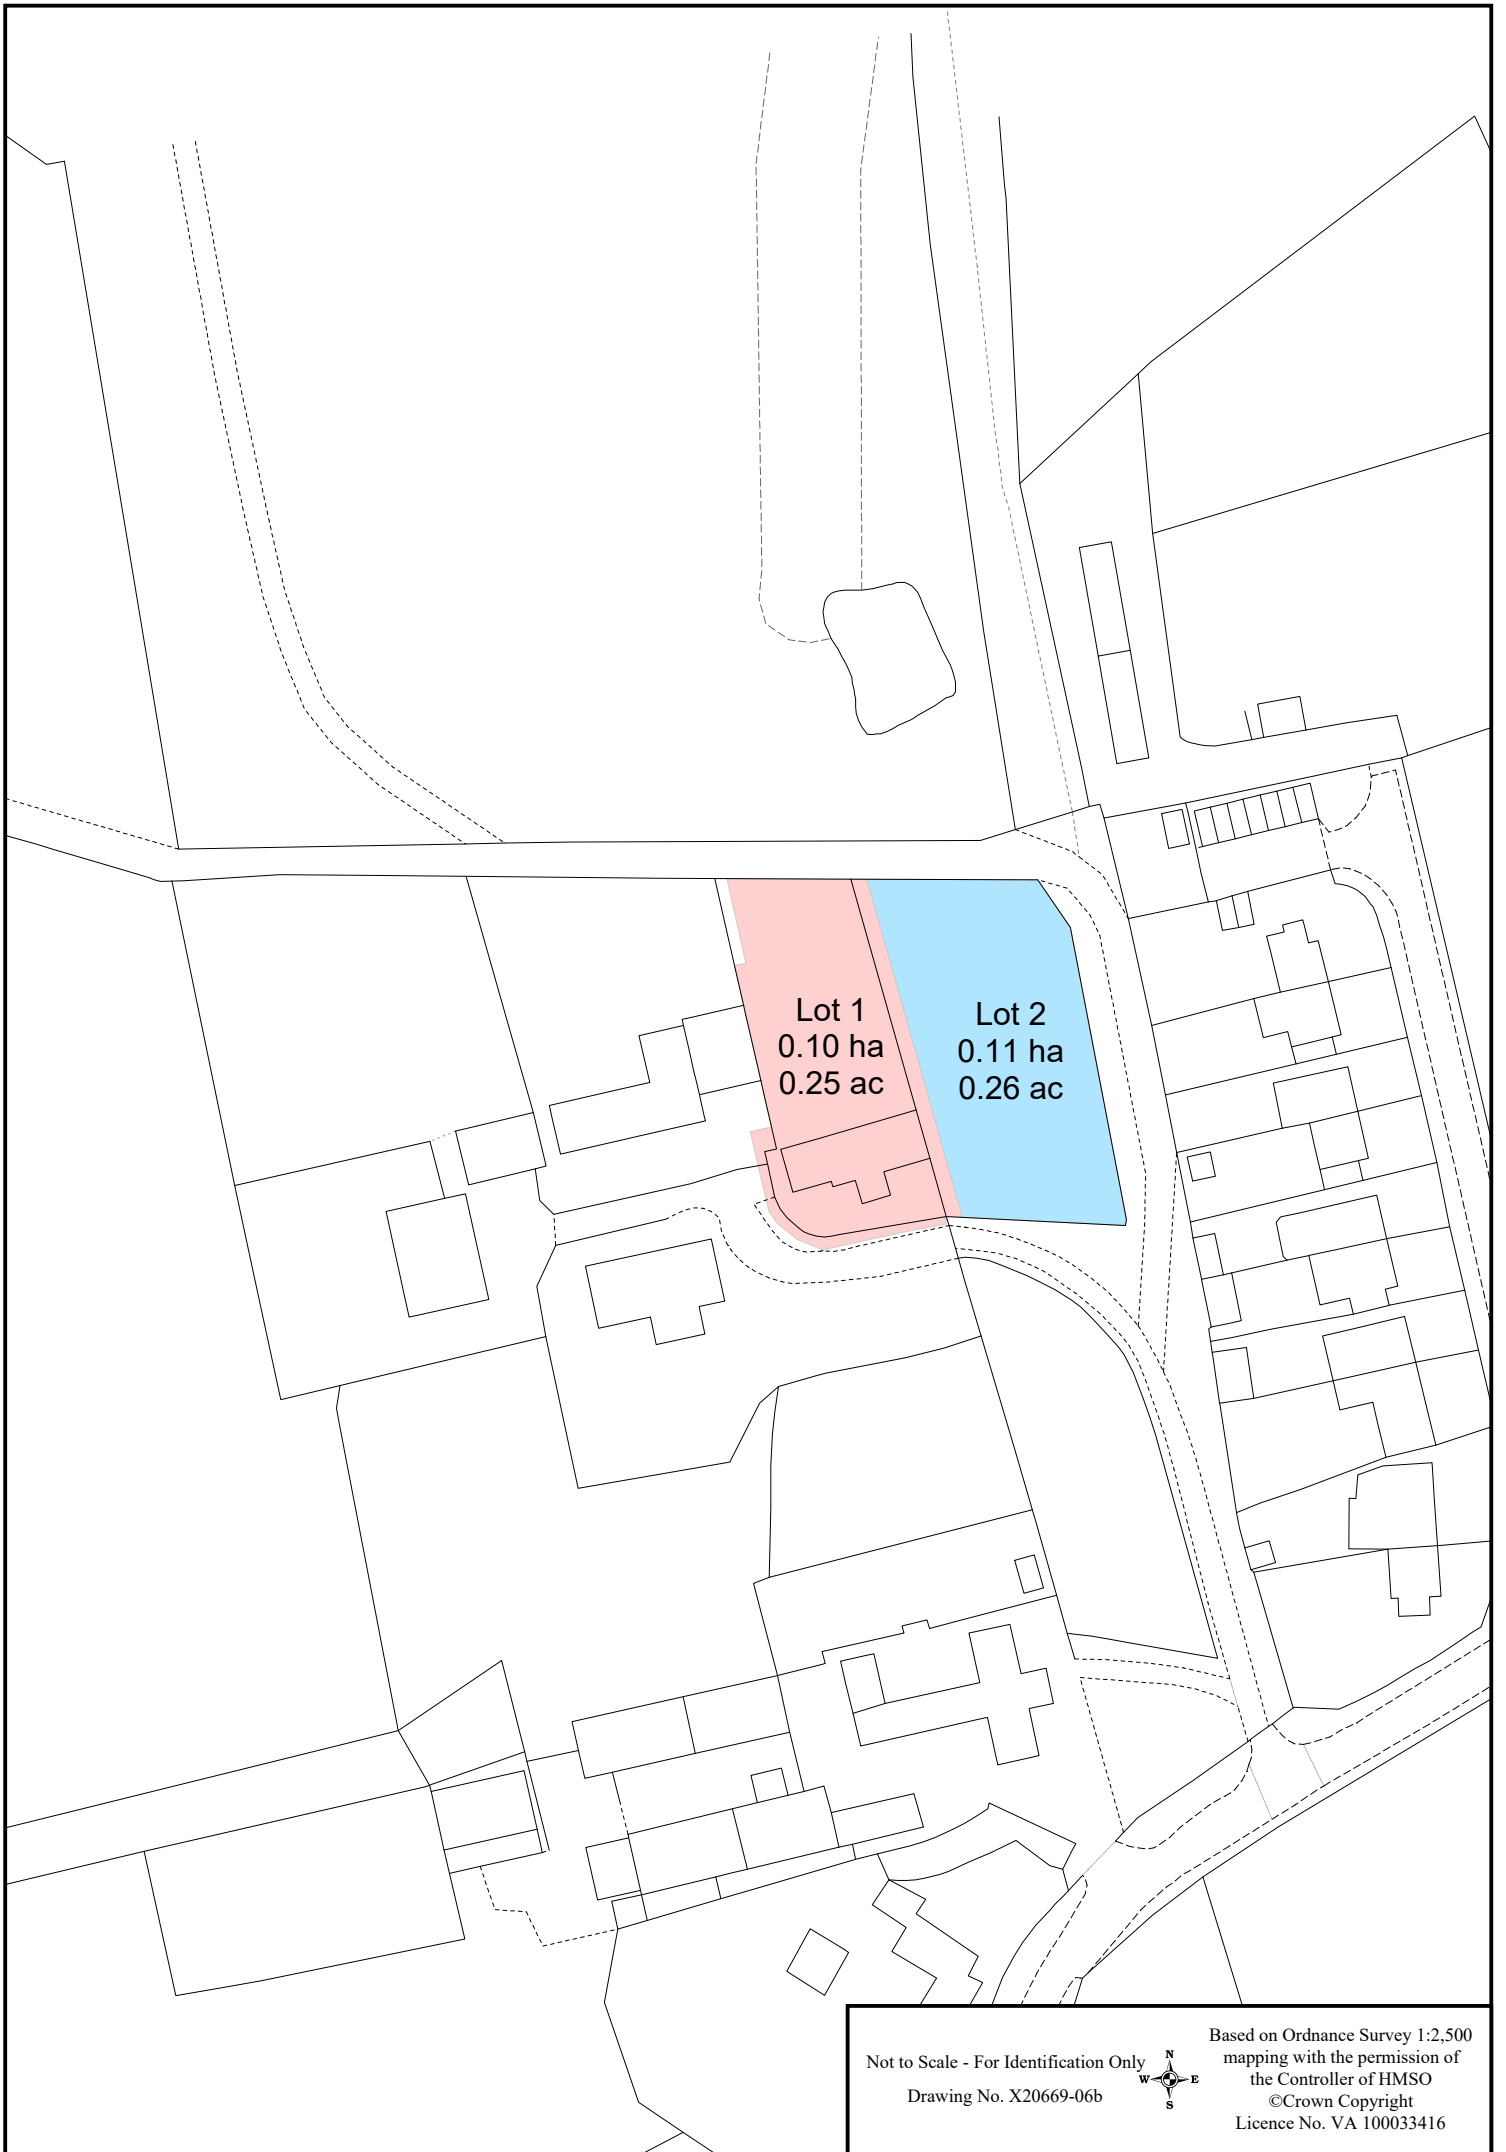 Lot 1
0.10 ha
0.25 ac
Lot 2
0.11 ha
0.26 ac
Not to Scale - For Identification Only
Drawing No. X20669-06b
N
W E
S
Based on Ordnance Survey 1:2,500
mapping with the permission of
the Controller of HMSO
©Crown Copyright
Licence No. VA 100033416